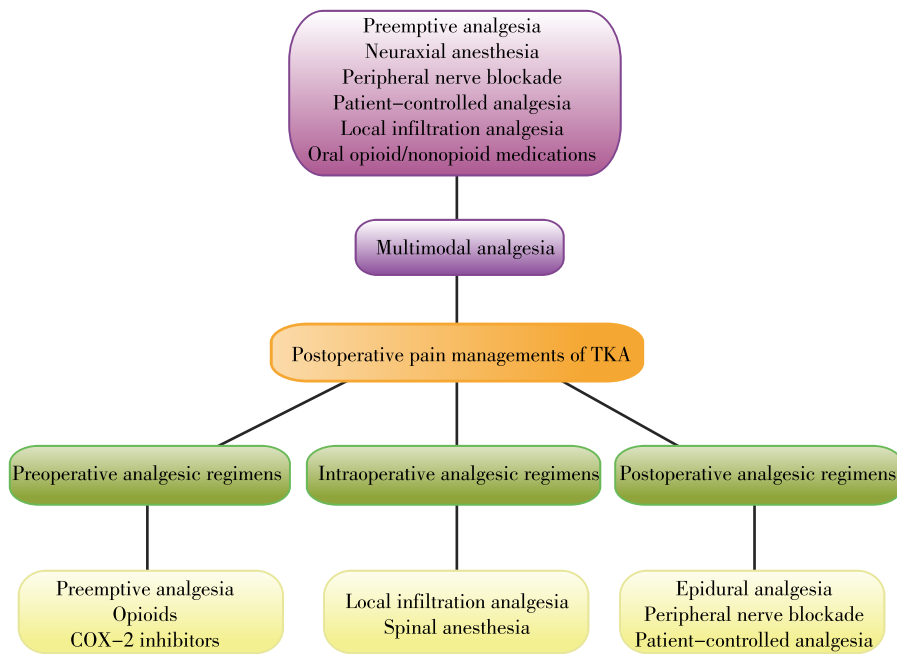 Preemptive analgesia
Neuraxial anesthesia
Peripheral nerve blockade
Patient-controlled analgesia
Local infiltration analgesia
Oral opioid/nonopioid medications
Multimodal analgesia
Postoperative pain managements of TKA
Preoperative analgesic regimens
Intraoperative analgesic regimens
Postoperative analgesic regimens
Preemptive analgesia
Opioids
COX-2 inhibitors
Local infiltration analgesia
Spinal anesthesia
Epidural analgesia
Peripheral nerve blockade
Patient-controlled analgesia